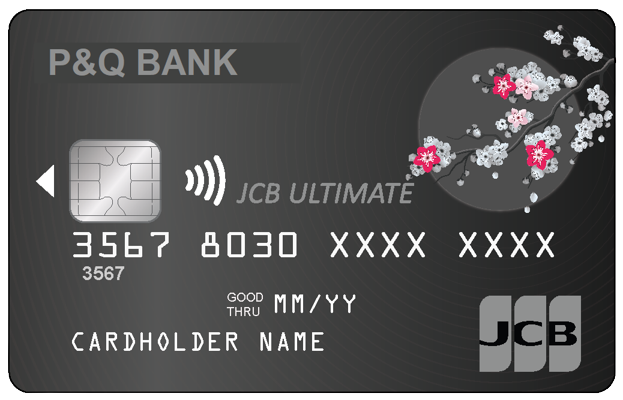 P&Q BANK
JCB ULTIMATE
3567 8030 XXXX XXXX
3567
GOOD
THRU MM/YY
CARDHOLDER NAME
JCB